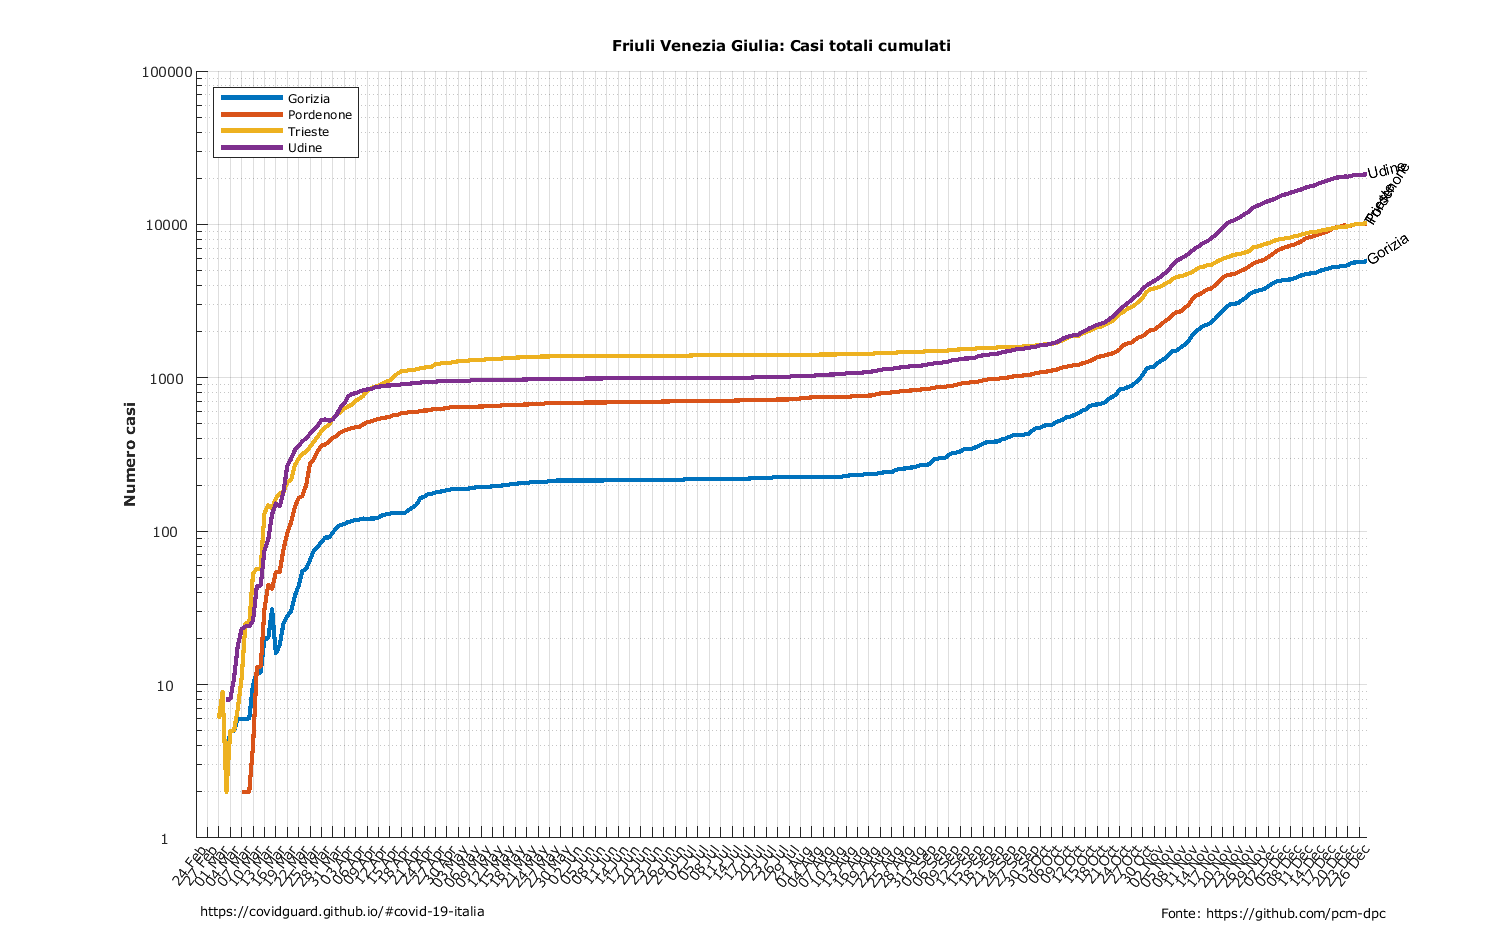 Friuli Venezia Giulia: Casi totali cumulati
100000
10000
1000
100
10
1
Numero casi
Gorizia
Pordenone
Trieste
Udine
Udine
Trieste
Pordenone
Gorizia
24 Feb
27 Feb
01 Mar
04 Mar
07 Mar
10 Mar
13 Mar
16 Mar
19 Mar
22 Mar
25 Mar
28 Mar
31 Mar
03 Apr
06 Apr
09 Apr
12 Apr
15 Apr
18 Apr
21 Apr
24 Apr
27 Apr
30 Apr
03 May
06 May
09 May
12 May
15 May
18 May
21 May
24 May
27 May
30 May
02 Jun
05 Jun
08 Jun
11 Jun
14 Jun
17 Jun
20 Jun
23 Jun
26 Jun
29 Jun
02 Jul
05 Jul
08 Jul
11 Jul
14 Jul
17 Jul
20 Jul
23 Jul
26 Jul
29 Jul
01 Aug
04 Aug
07 Aug
10 Aug
13 Aug
16 Aug
19 Aug
22 Aug
25 Aug
28 Aug
31 Aug
03 Sep
06 Sep
09 Sep
12 Sep
15 Sep
18 Sep
21 Sep
24 Sep
27 Sep
30 Sep
03 Oct
06 Oct
09 Oct
12 Oct
15 Oct
18 Oct
21 Oct
24 Oct
27 Oct
30 Oct
02 Nov
05 Nov
08 Nov
11 Nov
14 Nov
17 Nov
20 Nov
23 Nov
26 Nov
29 Nov
02 Dec
05 Dec
08 Dec
11 Dec
14 Dec
17 Dec
20 Dec
23 Dec
26 Dec
https://covidguard.github.io/#covid-19-italia
Fonte: https://github.com/pcm-dpc